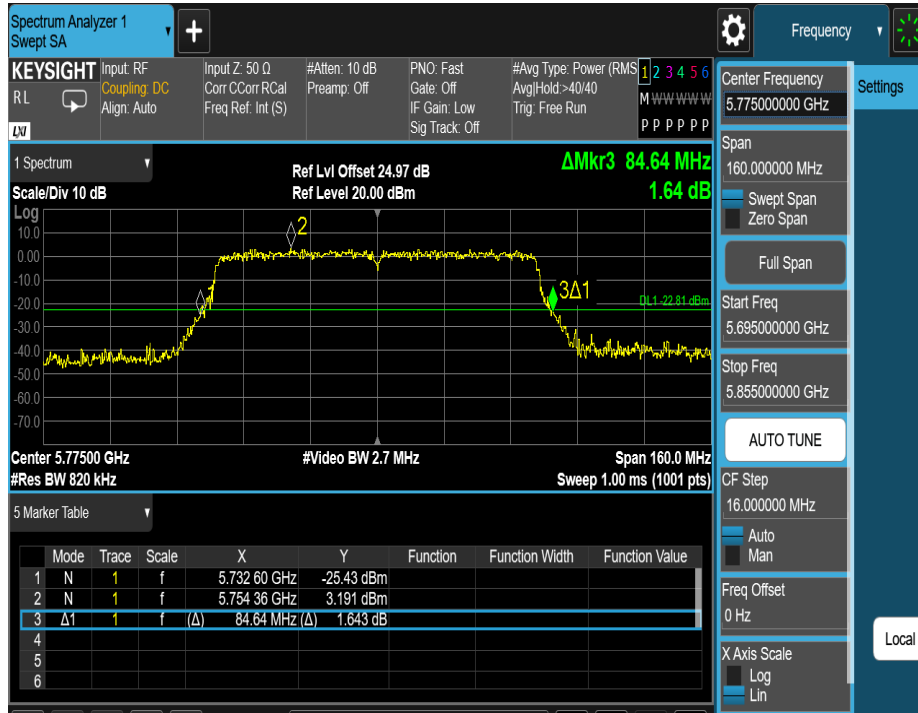 Spectrum Analyzer 1
Swept SA
+
Frequency
KEYSIGHT
RL
LXI
Input: RF
Coupling: DC
Align: Auto
Input Z: 50 Ω
Corr CCorr RCal
Freq Ref: Int (S)
#Atten: 10 dB
Preamp: Off
PNO: Fast
Gate: Off
IF Gain: Low
Sig Track: Off
#Avg Type: Power (RMS
Avg|Hold:>40/40
Trig: Free Run
1 2 3 4 5 6
M W W W W W
P P P P P P
1 Spectrum
Scale/Div 10 dB
Ref Lvl Offset 24.97 dB
Ref Level 20.00 dBm
ΔMkr3 84.64 MHz
1.64 dB
Log
10.0
0.00
-10.0
-20.0
-30.0
-40.0
-50.0
-60.0
-70.0
2
1
3Δ1
DL1 -22.81 dBm
Center 5.77500 GHz
#Res BW 820 kHz
#Video BW 2.7 MHz
Span 160.0 MHz
Sweep 1.00 ms (1001 pts)
5 Marker Table
Mode Trace Scale X Y Function Function Width Function Value
1 N 1 f 5.732 60 GHz -25.43 dBm
2 N 1 f 5.754 36 GHz 3.191 dBm
3 Δ1 1 f (Δ) 84.64 MHz (Δ) 1.643 dB
4
5
6
Center Frequency
5.775000000 GHz
Span
160.000000 MHz
Swept Span
Zero Span
Full Span
Start Freq
5.695000000 GHz
Stop Freq
5.855000000 GHz
AUTO TUNE
CF Step
16.000000 MHz
Auto
Man
Freq Offset
0 Hz
X Axis Scale
Log
Lin
Settings
Local